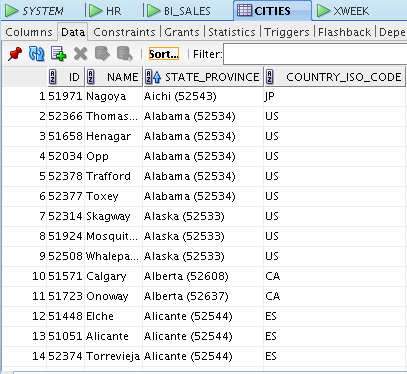 SYSTEM HR BI_SALES CITIES XWEEK
Columns Data Constraints Grants Statistics Triggers Flashback Depe
Sort... Filter:
ID NAME STATE_PROVINCE COUNTRY_ISO_CODE
1 51971 Nagoya Aichi (52543) JP
2 52366 Thomas... Alabama (52534) US
3 51658 Henagar Alabama (52534) US
4 52034 Opp Alabama (52534) US
5 52378 Trafford Alabama (52534) US
6 52377 Toxey Alabama (52534) US
7 52314 Skagway Alaska (52533) US
8 51924 Mosquit... Alaska (52533) US
9 52508 Whalepa... Alaska (52533) US
10 51571 Calgary Alberta (52608) CA
11 51723 Onoway Alberta (52637) CA
12 51448 Elche Alicante (52544) ES
13 51051 Alicante Alicante (52544) ES
14 52374 Torrevieja Alicante (52544) ES